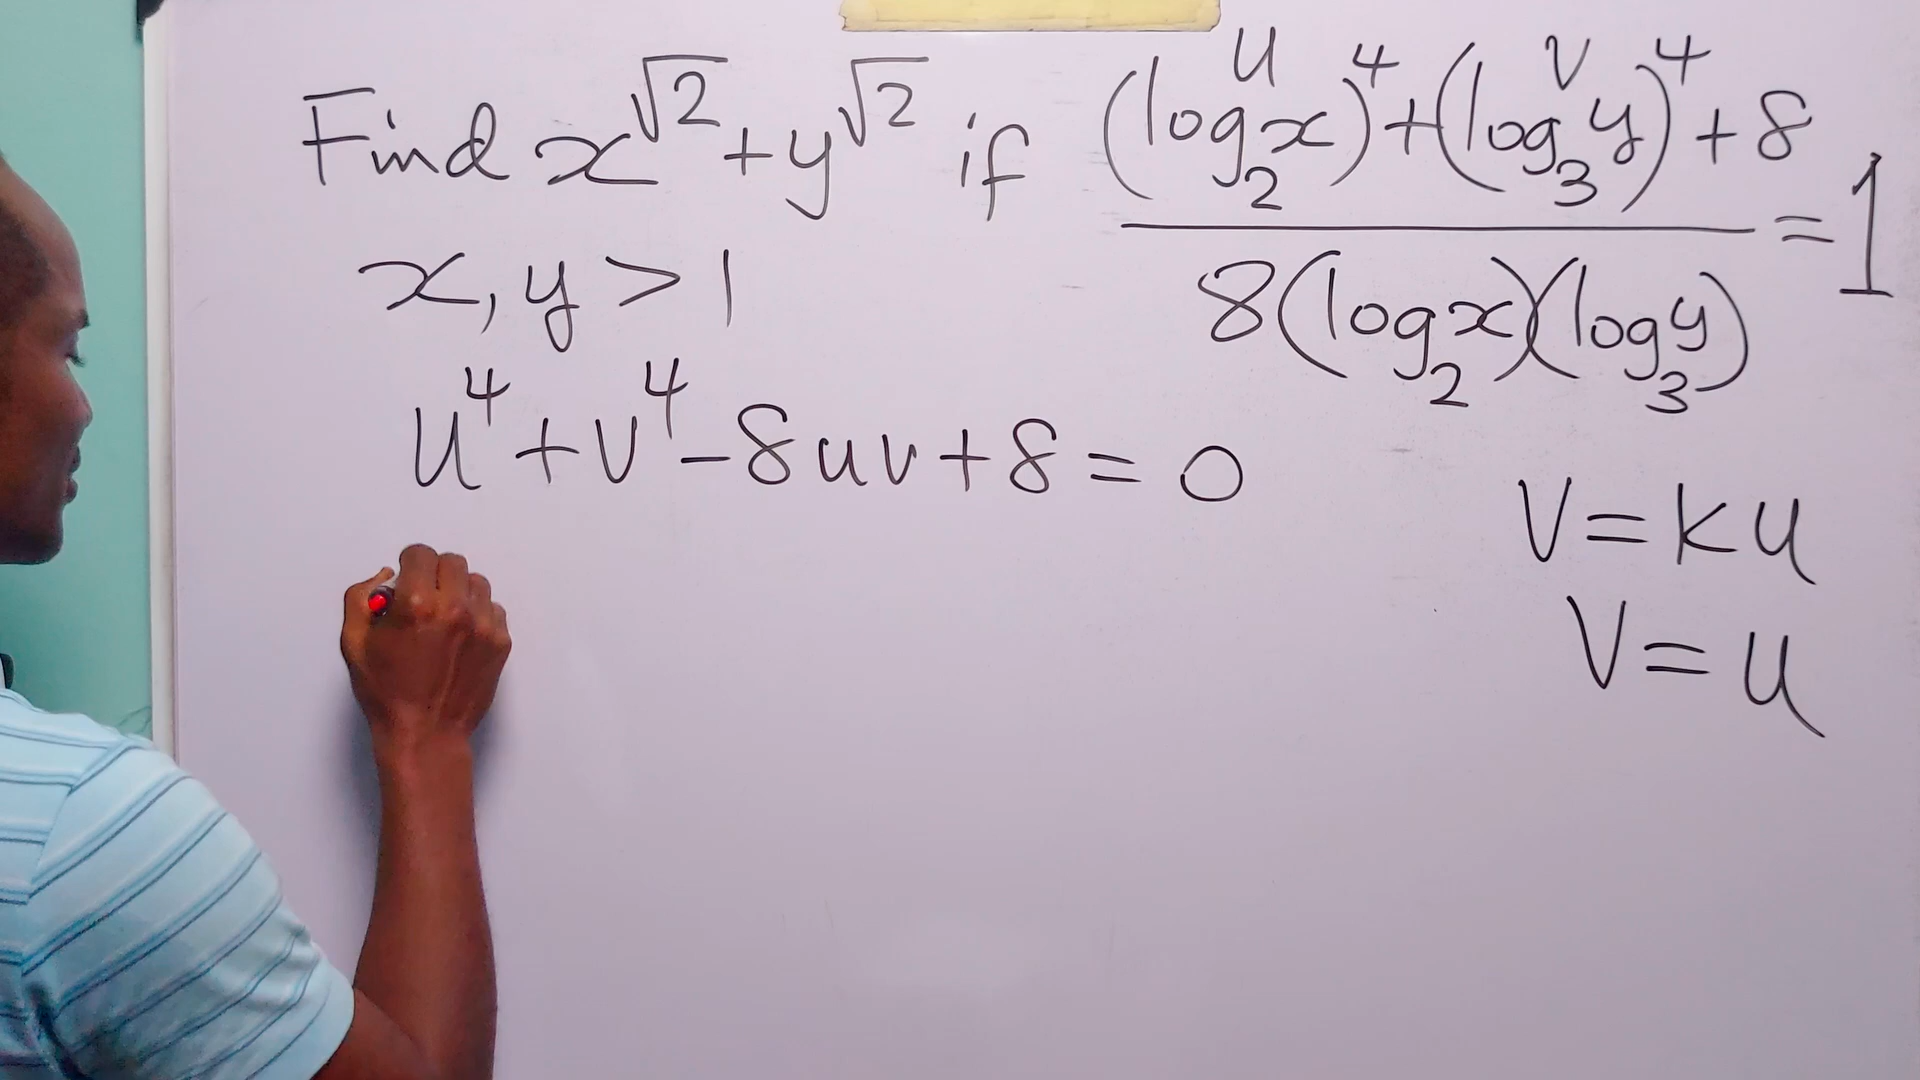 Find x^√2 + y^√2 if ((log₂x)⁴ + (log₃y)⁴ + 8) / (8(log₂x)(log₃y)) = 1
u v
x, y > 1
u⁴ + v⁴ - 8uv + 8 = 0
v = ku
v = u